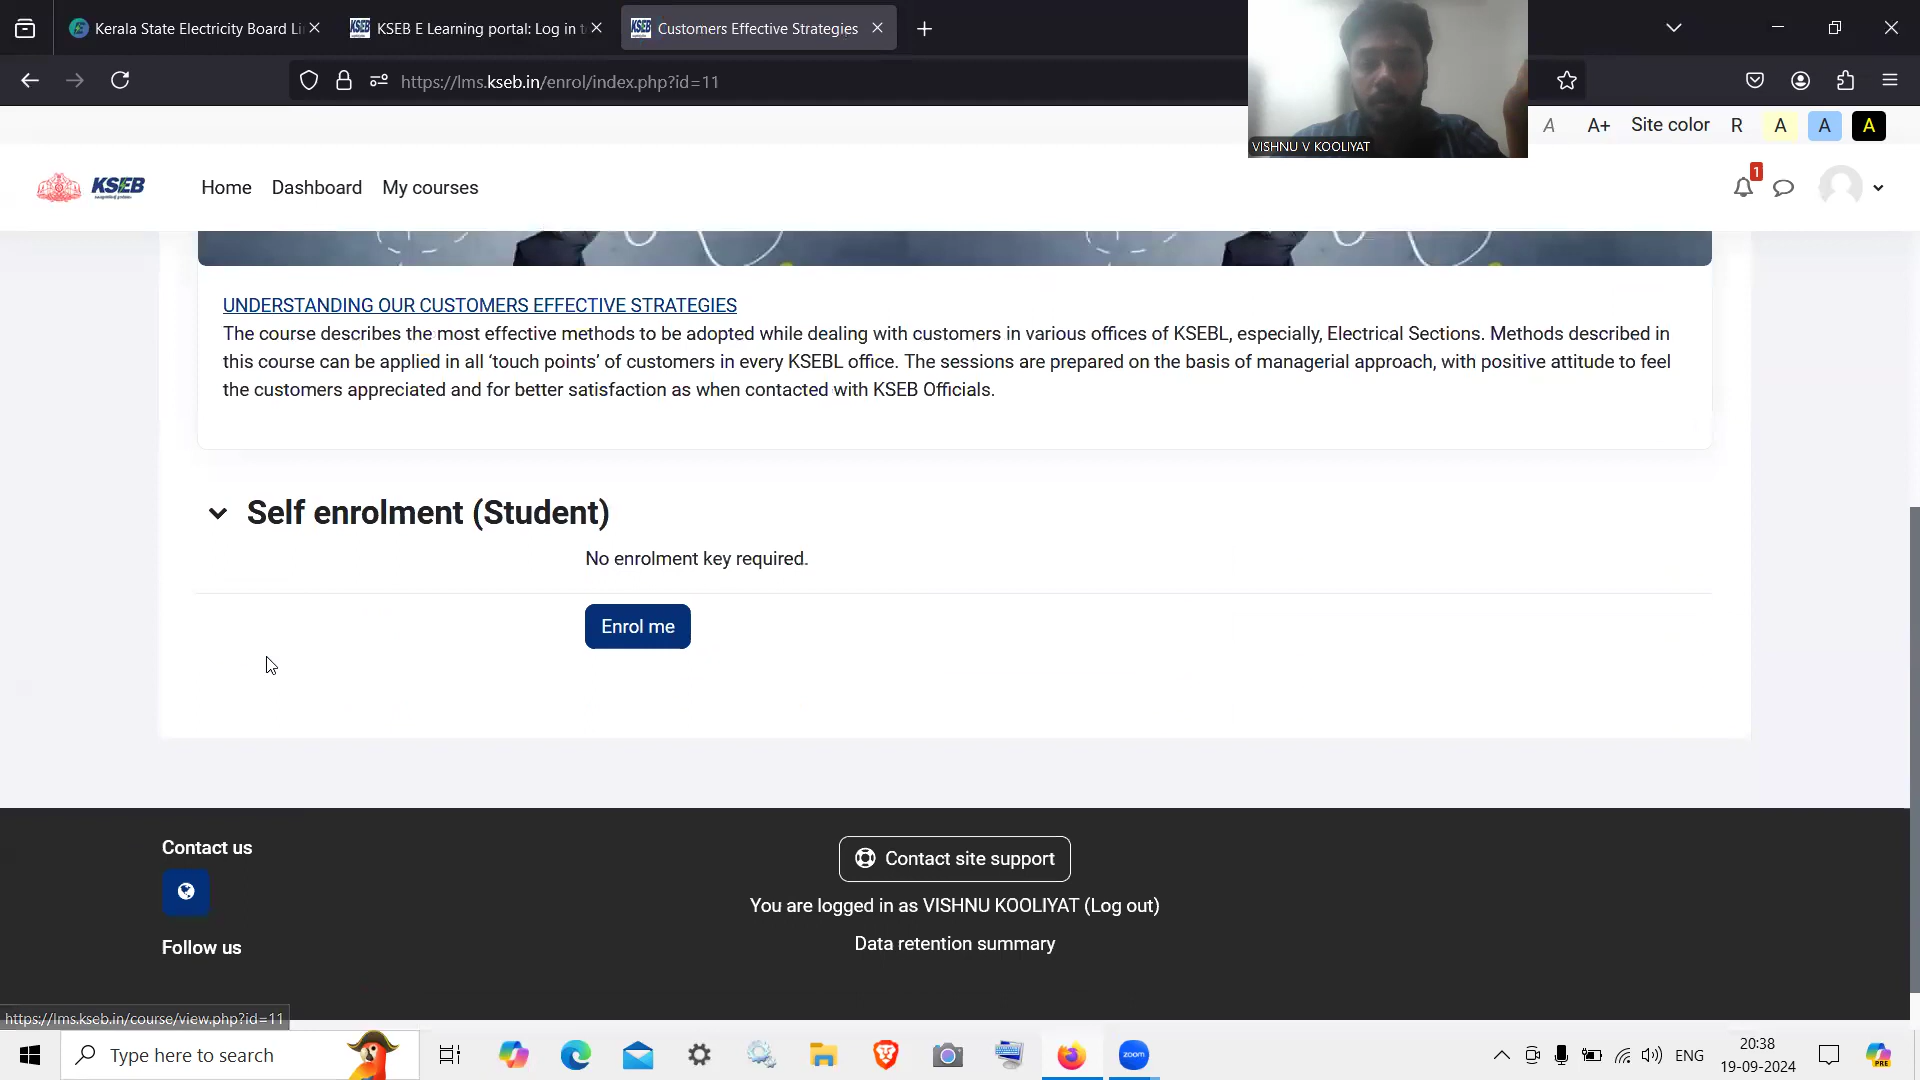 Kerala State Electricity Board Li
KSEB E Learning portal: Log in t
Customers Effective Strategies
https://lms.kseb.in/enrol/index.php?id=11
VISHNU V KOOLIYAT
A A+ Site color R A A A
KSEB Home Dashboard My courses 1
UNDERSTANDING OUR CUSTOMERS EFFECTIVE STRATEGIES
The course describes the most effective methods to be adopted while dealing with customers in various offices of KSEBL, especially, Electrical Sections. Methods described in
this course can be applied in all ‘touch points’ of customers in every KSEBL office. The sessions are prepared on the basis of managerial approach, with positive attitude to feel
the customers appreciated and for better satisfaction as when contacted with KSEB Officials.
Self enrolment (Student)
No enrolment key required.
Enrol me
Contact us
Contact site support
You are logged in as VISHNU KOOLIYAT (Log out)
Follow us
Data retention summary
https://lms.kseb.in/course/view.php?id=11
Type here to search
zoom
ENG
20:38
19-09-2024
PRE